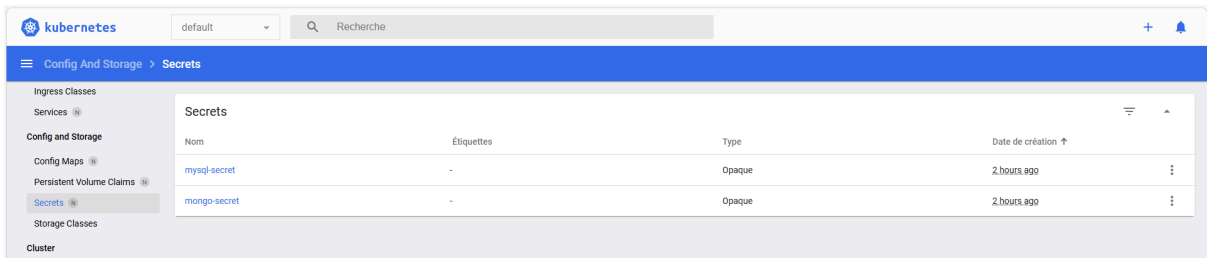 kubernetes
default
Recherche
Config And Storage > Secrets
Ingress Classes
Services N
Config and Storage
Config Maps N
Persistent Volume Claims N
Secrets N
Storage Classes
Cluster
Secrets
Nom Étiquettes Type Date de création ↑
mysql-secret - Opaque 2 hours ago
mongo-secret - Opaque 2 hours ago